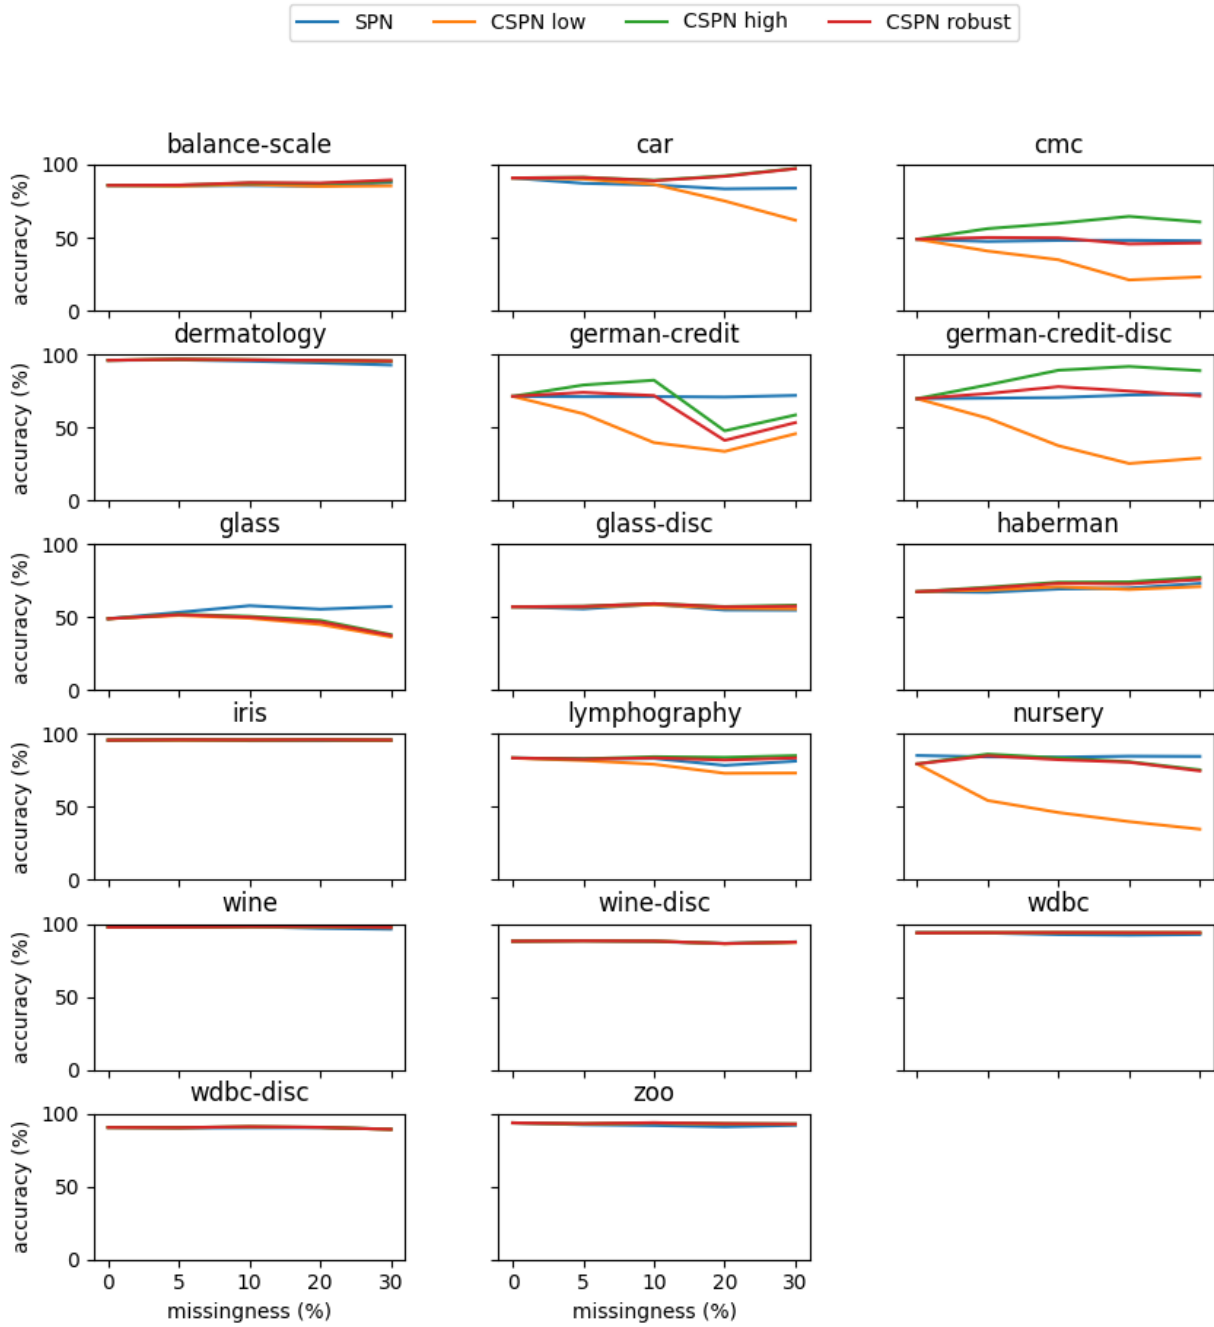 SPN CSPN low CSPN high CSPN robust
balance-scale car cmc
100
50
0
accuracy (%)
dermatology german-credit german-credit-disc
100
50
0
accuracy (%)
glass glass-disc haberman
100
50
0
accuracy (%)
iris lymphography nursery
100
50
0
accuracy (%)
wine wine-disc wdbc
100
50
0
accuracy (%)
wdbc-disc zoo
100
50
0
accuracy (%)
0 5 10 20 30 0 5 10 20 30
missingness (%) missingness (%)